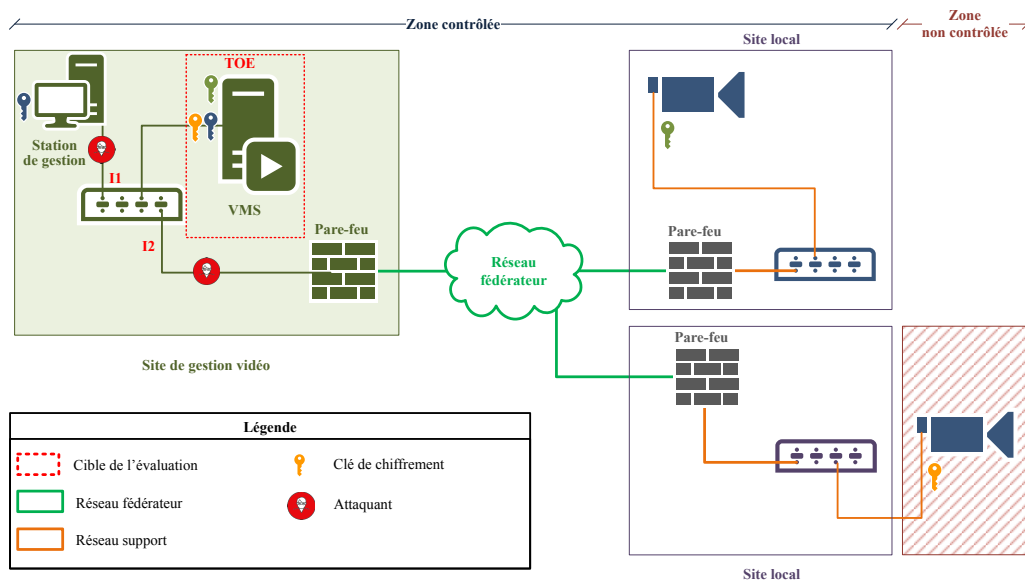 Zone contrôlée
Zone
non contrôlée
Site local
TOE
Station
de gestion
I1
VMS
I2
Pare-feu
Réseau
fédérateur
Pare-feu
Pare-feu
Site de gestion vidéo
Légende
Cible de l’évaluation
Clé de chiffrement
Réseau fédérateur
Attaquant
Réseau support
Site local